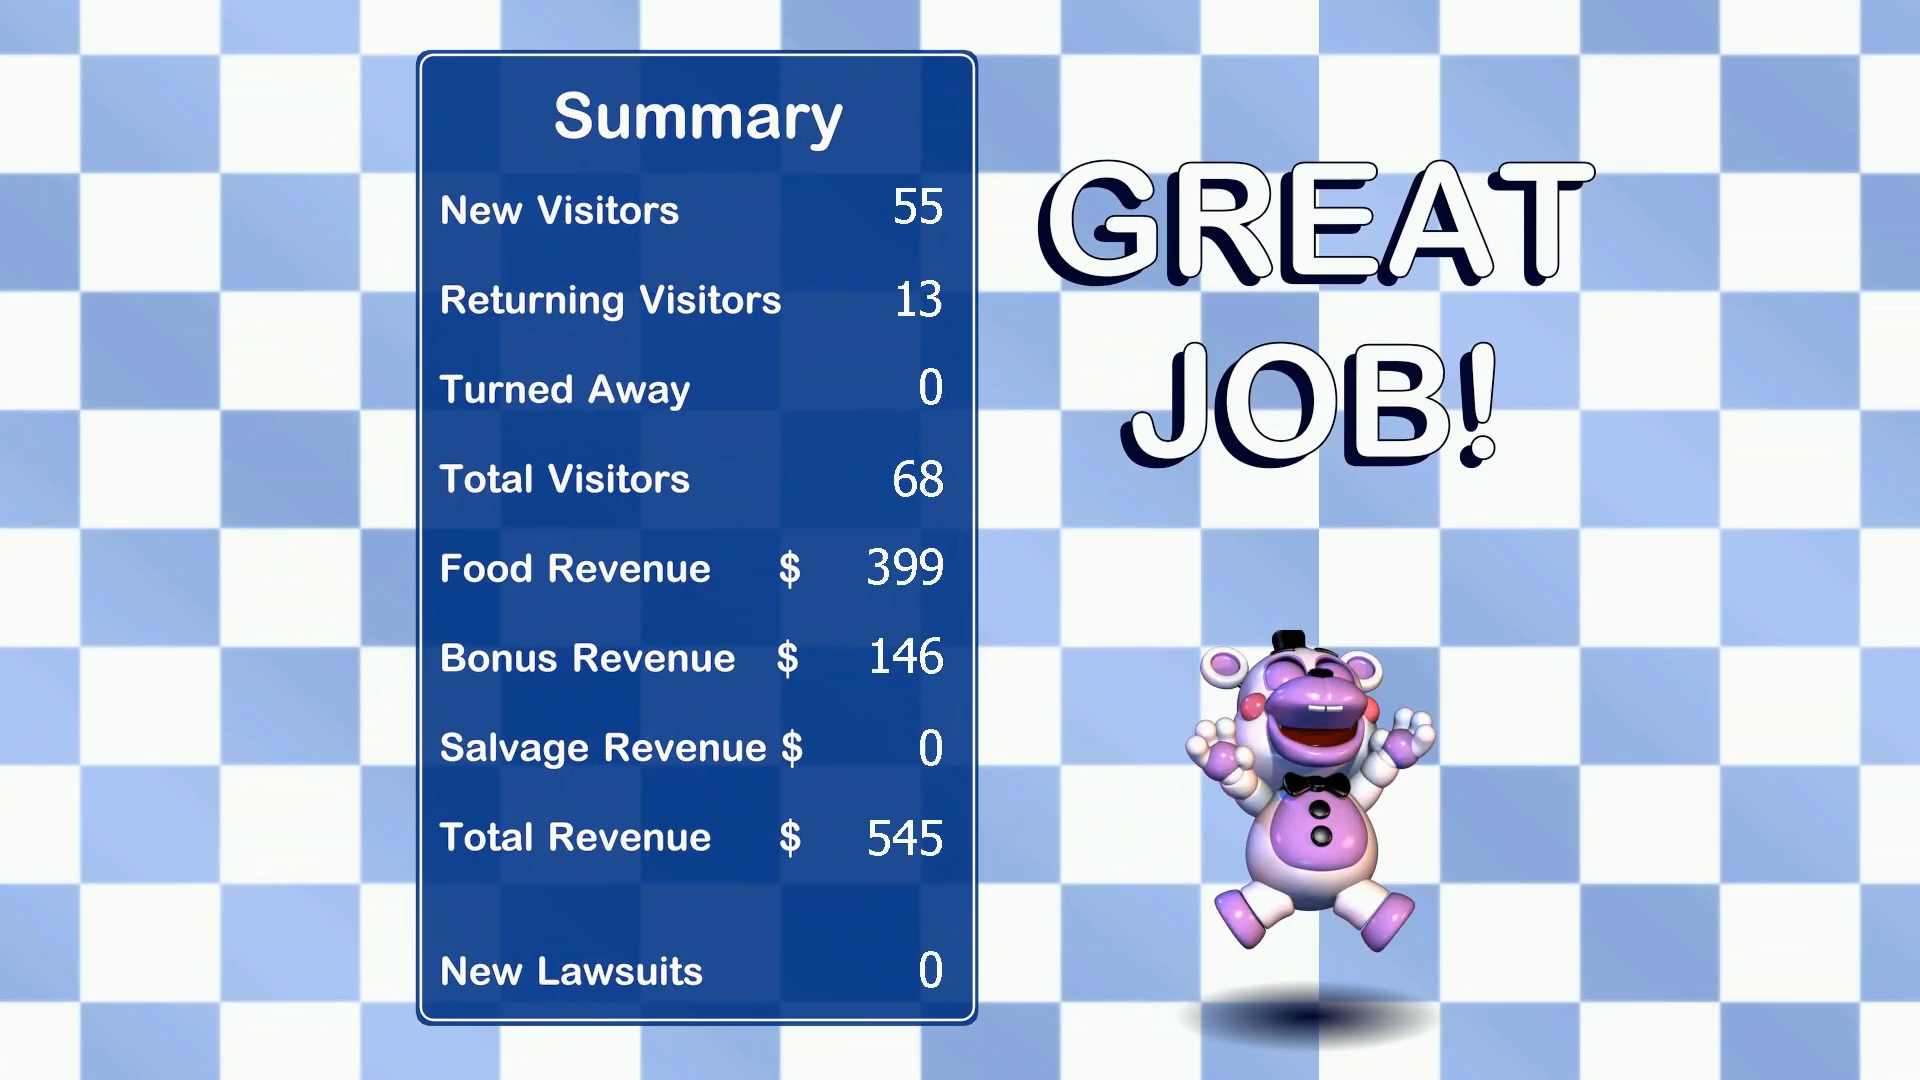 Summary
New Visitors 55
Returning Visitors 13
Turned Away 0
Total Visitors 68
Food Revenue $ 399
Bonus Revenue $ 146
Salvage Revenue $ 0
Total Revenue $ 545
New Lawsuits 0
GREAT
JOB!